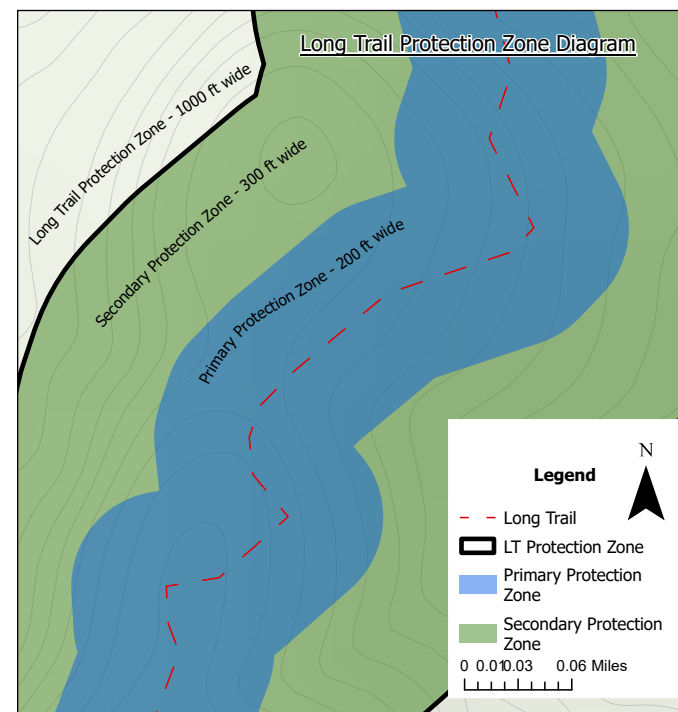 Long Trail Protection Zone Diagram
Long Trail Protection Zone - 1000 ft wide
Secondary Protection Zone - 300 ft wide
Primary Protection Zone - 200 ft wide
N
Legend
Long Trail
LT Protection Zone
Primary Protection
Zone
Secondary Protection
Zone
0 0.010.03 0.06 Miles